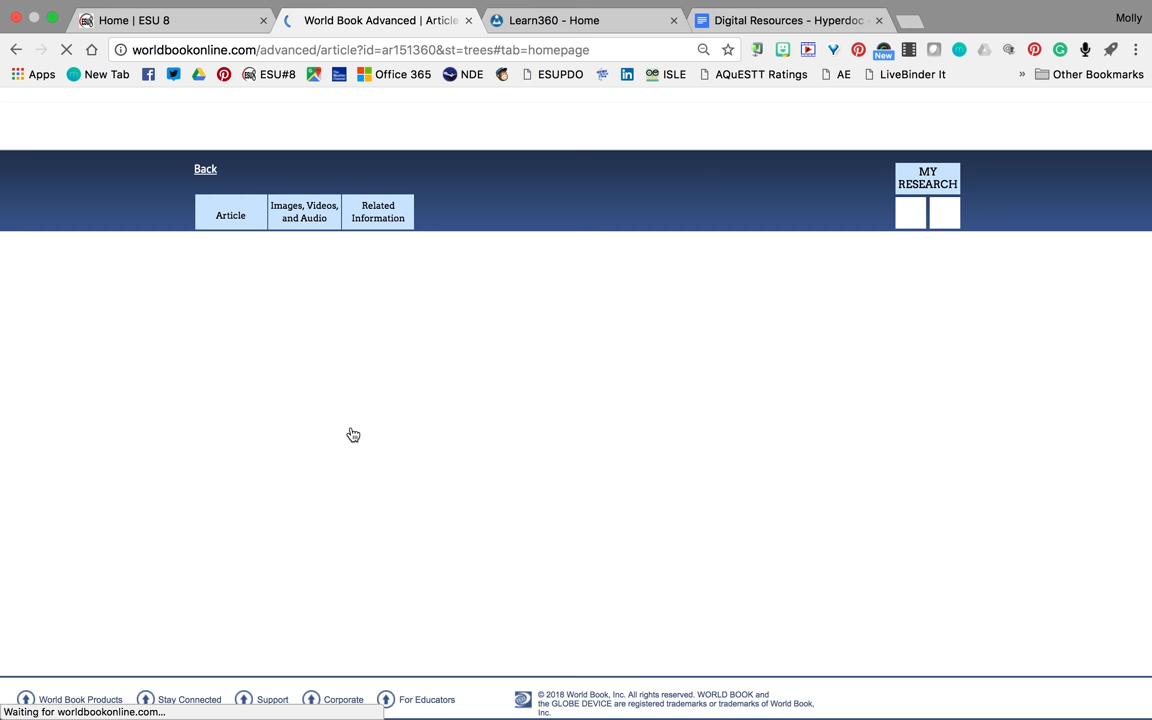 Home | ESU 8
World Book Advanced | Article
Learn360 - Home
Digital Resources - Hyperdoc -
Molly
worldbookonline.com/advanced/article?id=ar151360&st=trees#tab=homepage
New
Apps
New Tab
ESU#8
Office 365
NDE
ESUPDO
ISLE
AQuESTT Ratings
AE
LiveBinder It
»
Other Bookmarks
Back
MY
RESEARCH
Article
Images, Videos,
and Audio
Related
Information
World Book Products
Stay Connected
Support
Corporate
For Educators
© 2018 World Book, Inc. All rights reserved. WORLD BOOK and
the GLOBE DEVICE are registered trademarks or trademarks of World Book,
Inc.
Waiting for worldbookonline.com...